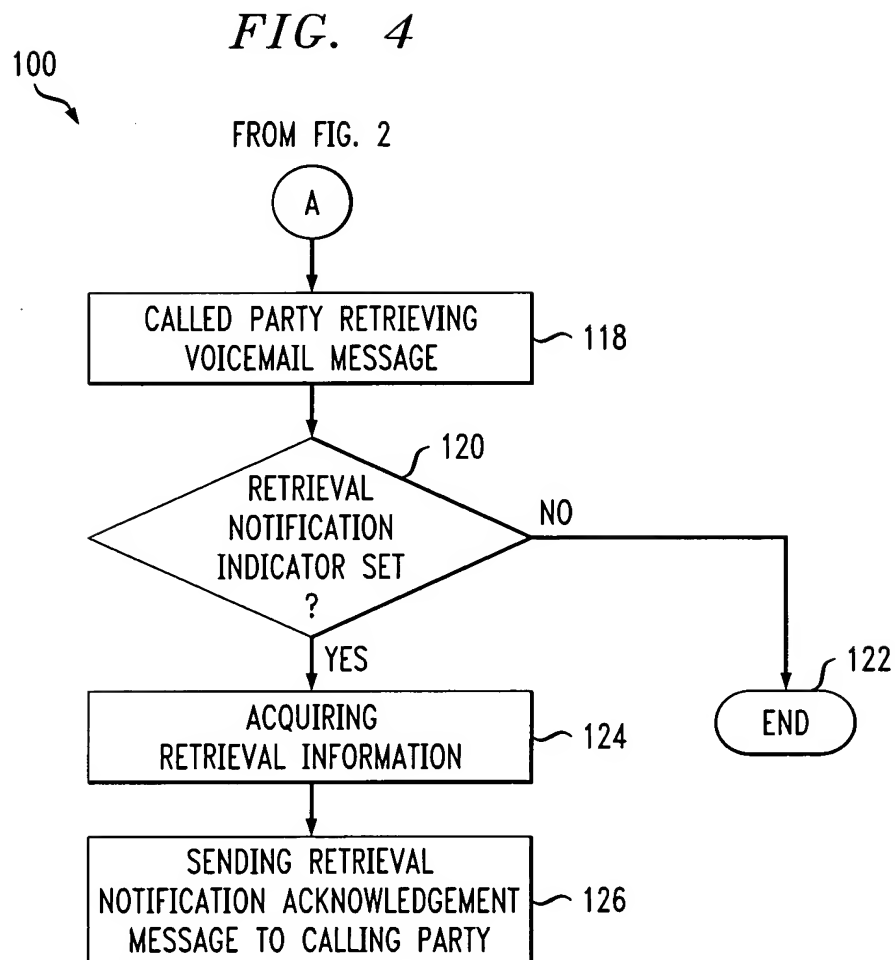 FIG. 4
100
FROM FIG. 2
A
CALLED PARTY RETRIEVING
VOICEMAIL MESSAGE
118
120
RETRIEVAL
NOTIFICATION
INDICATOR SET
?
NO
YES
122
END
ACQUIRING
RETRIEVAL INFORMATION
124
SENDING RETRIEVAL
NOTIFICATION ACKNOWLEDGEMENT
MESSAGE TO CALLING PARTY
126